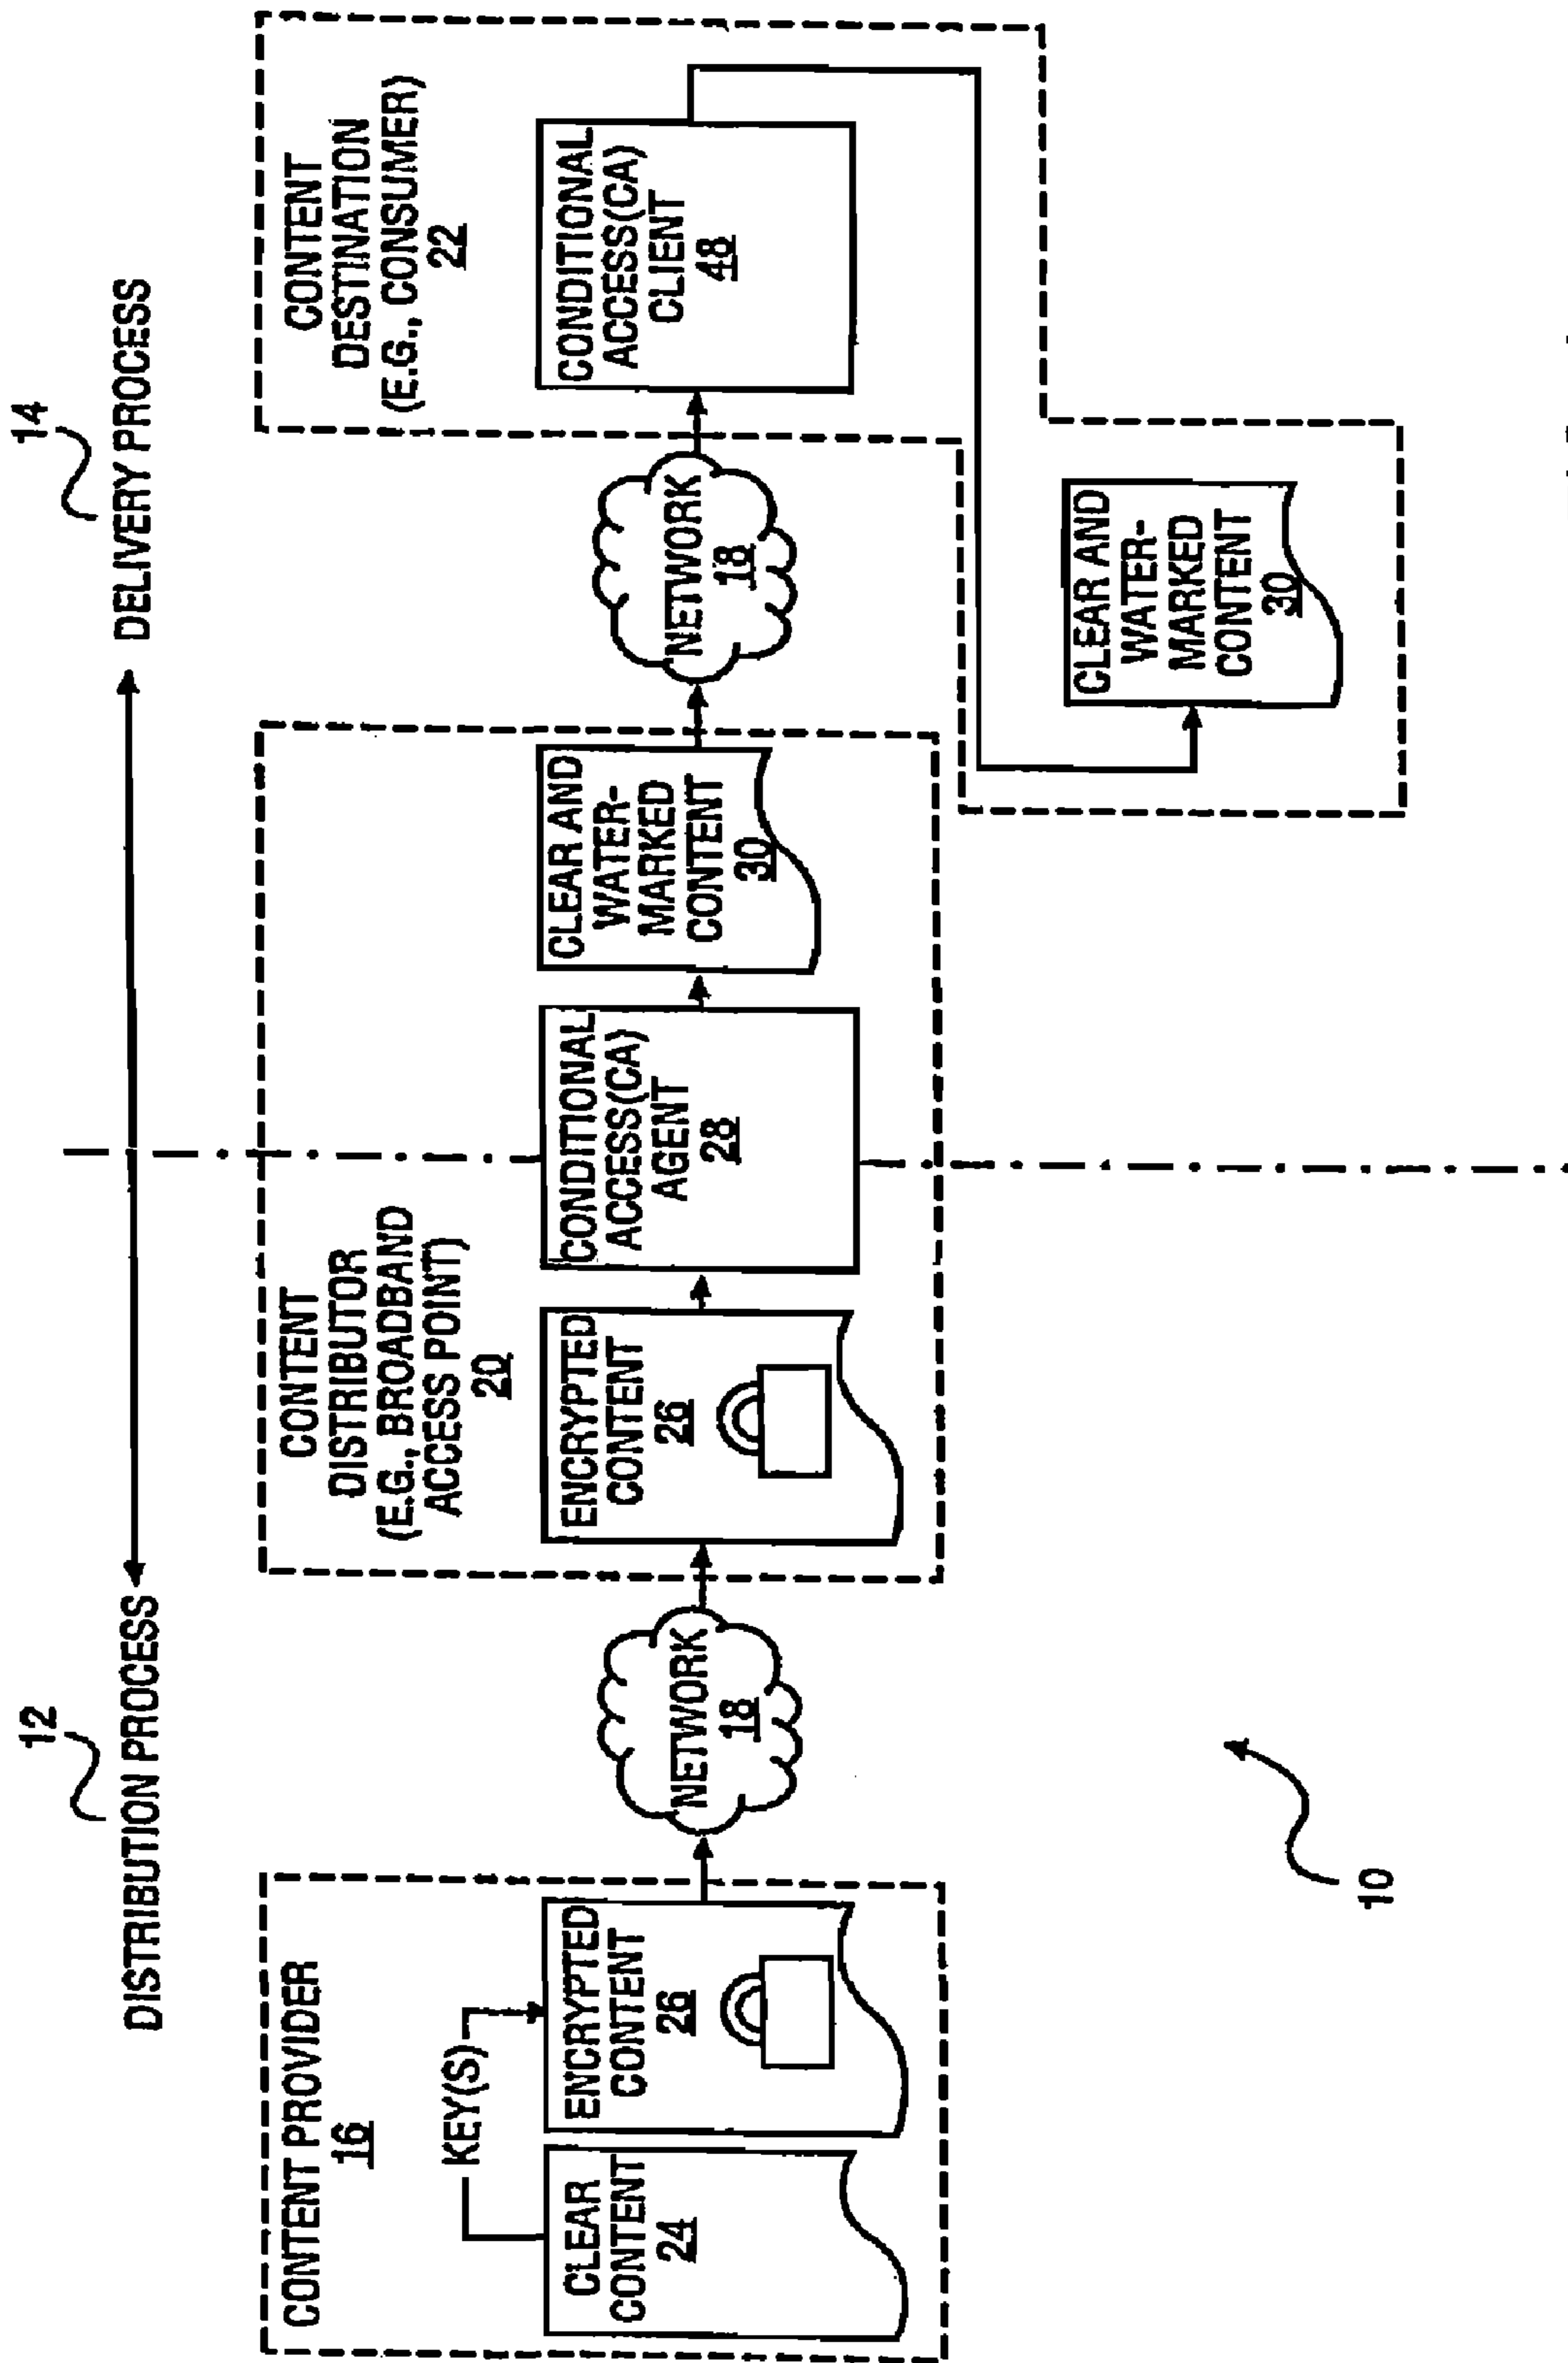 12
DISTRIBUTION PROCESS
14
DELIVERY PROCESS
CONTENT PROVIDER
16
KEY(S)
CLEAR
CONTENT
24
ENCRYPTED
CONTENT
26
NETWORK
18
CONTENT
DISTRIBUTOR
(E.G., BROADBAND
ACCESS POINT)
20
ENCRYPTED
CONTENT
26
CONDITIONAL
ACCESS(CA)
AGENT
28
CLEAR AND
WATER-
MARKED
CONTENT
30
NETWORK
18
CONTENT
DESTINATION
(E.G., CONSUMER)
22
CONDITIONAL
ACCESS(CA)
CLIENT
48
CLEAR AND
WATER-
MARKED
CONTENT
30
10